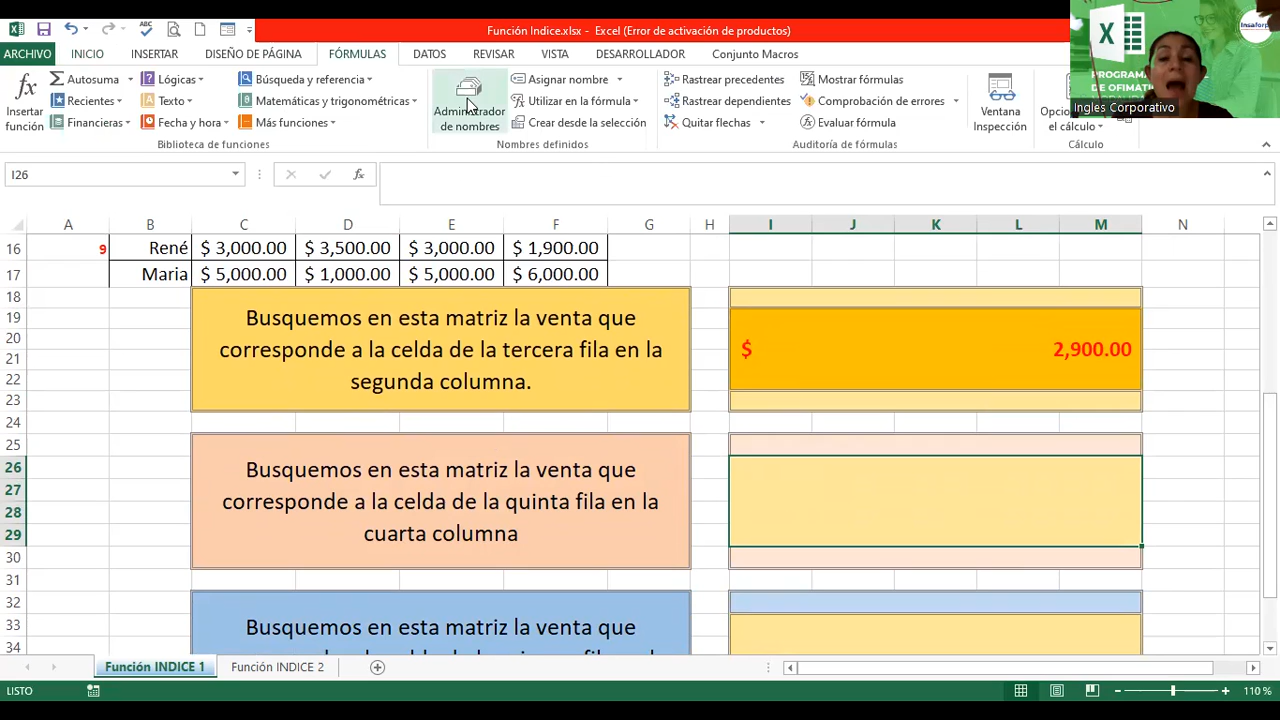 Función Indice.xlsx - Excel (Error de activación de productos)
ARCHIVO INICIO INSERTAR DISEÑO DE PÁGINA FÓRMULAS DATOS REVISAR VISTA DESARROLLADOR Conjunto Macros
Insertar función
Autosuma
Recientes
Financieras
Lógicas
Texto
Fecha y hora
Búsqueda y referencia
Matemáticas y trigonométricas
Más funciones
Biblioteca de funciones
Administrador de nombres
Asignar nombre
Utilizar en la fórmula
Crear desde la selección
Nombres definidos
Rastrear precedentes
Rastrear dependientes
Quitar flechas
Mostrar fórmulas
Comprobación de errores
Evaluar fórmula
Auditoría de fórmulas
Ventana Inspección
el cálculo
Cálculo
Insaforp
Ingles Corporativo
I26
fx
A B C D E F G H I J K L M N
16 9 René $ 3,000.00 $ 3,500.00 $ 3,000.00 $ 1,900.00
17 Maria $ 5,000.00 $ 1,000.00 $ 5,000.00 $ 6,000.00
18
19
20
21
22
23
24
25
26
27
28
29
30
31
32
33
34
Busquemos en esta matriz la venta que
corresponde a la celda de la tercera fila en la
segunda columna.
$ 2,900.00
Busquemos en esta matriz la venta que
corresponde a la celda de la quinta fila en la
cuarta columna
Busquemos en esta matriz la venta que
Función INDICE 1 Función INDICE 2
LISTO 110 %